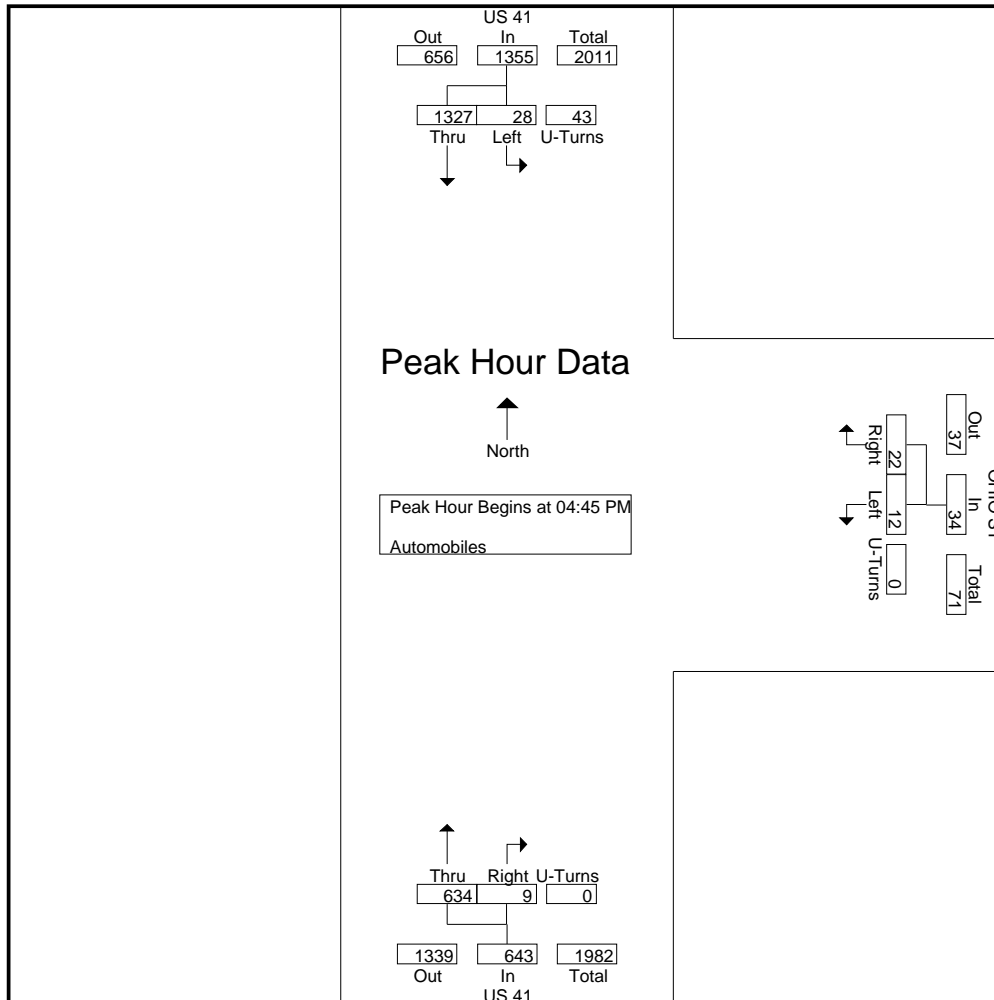 US 41
Out In Total
656 1355 2011
1327 28 43
Thru Left U-Turns
Peak Hour Data
North
Peak Hour Begins at 04:45 PM
Automobiles
Out In Total
37 34 71
22 12 0
Right Left U-Turns
Thru Right U-Turns
634 9 0
1339 643 1982
Out In Total
US 41